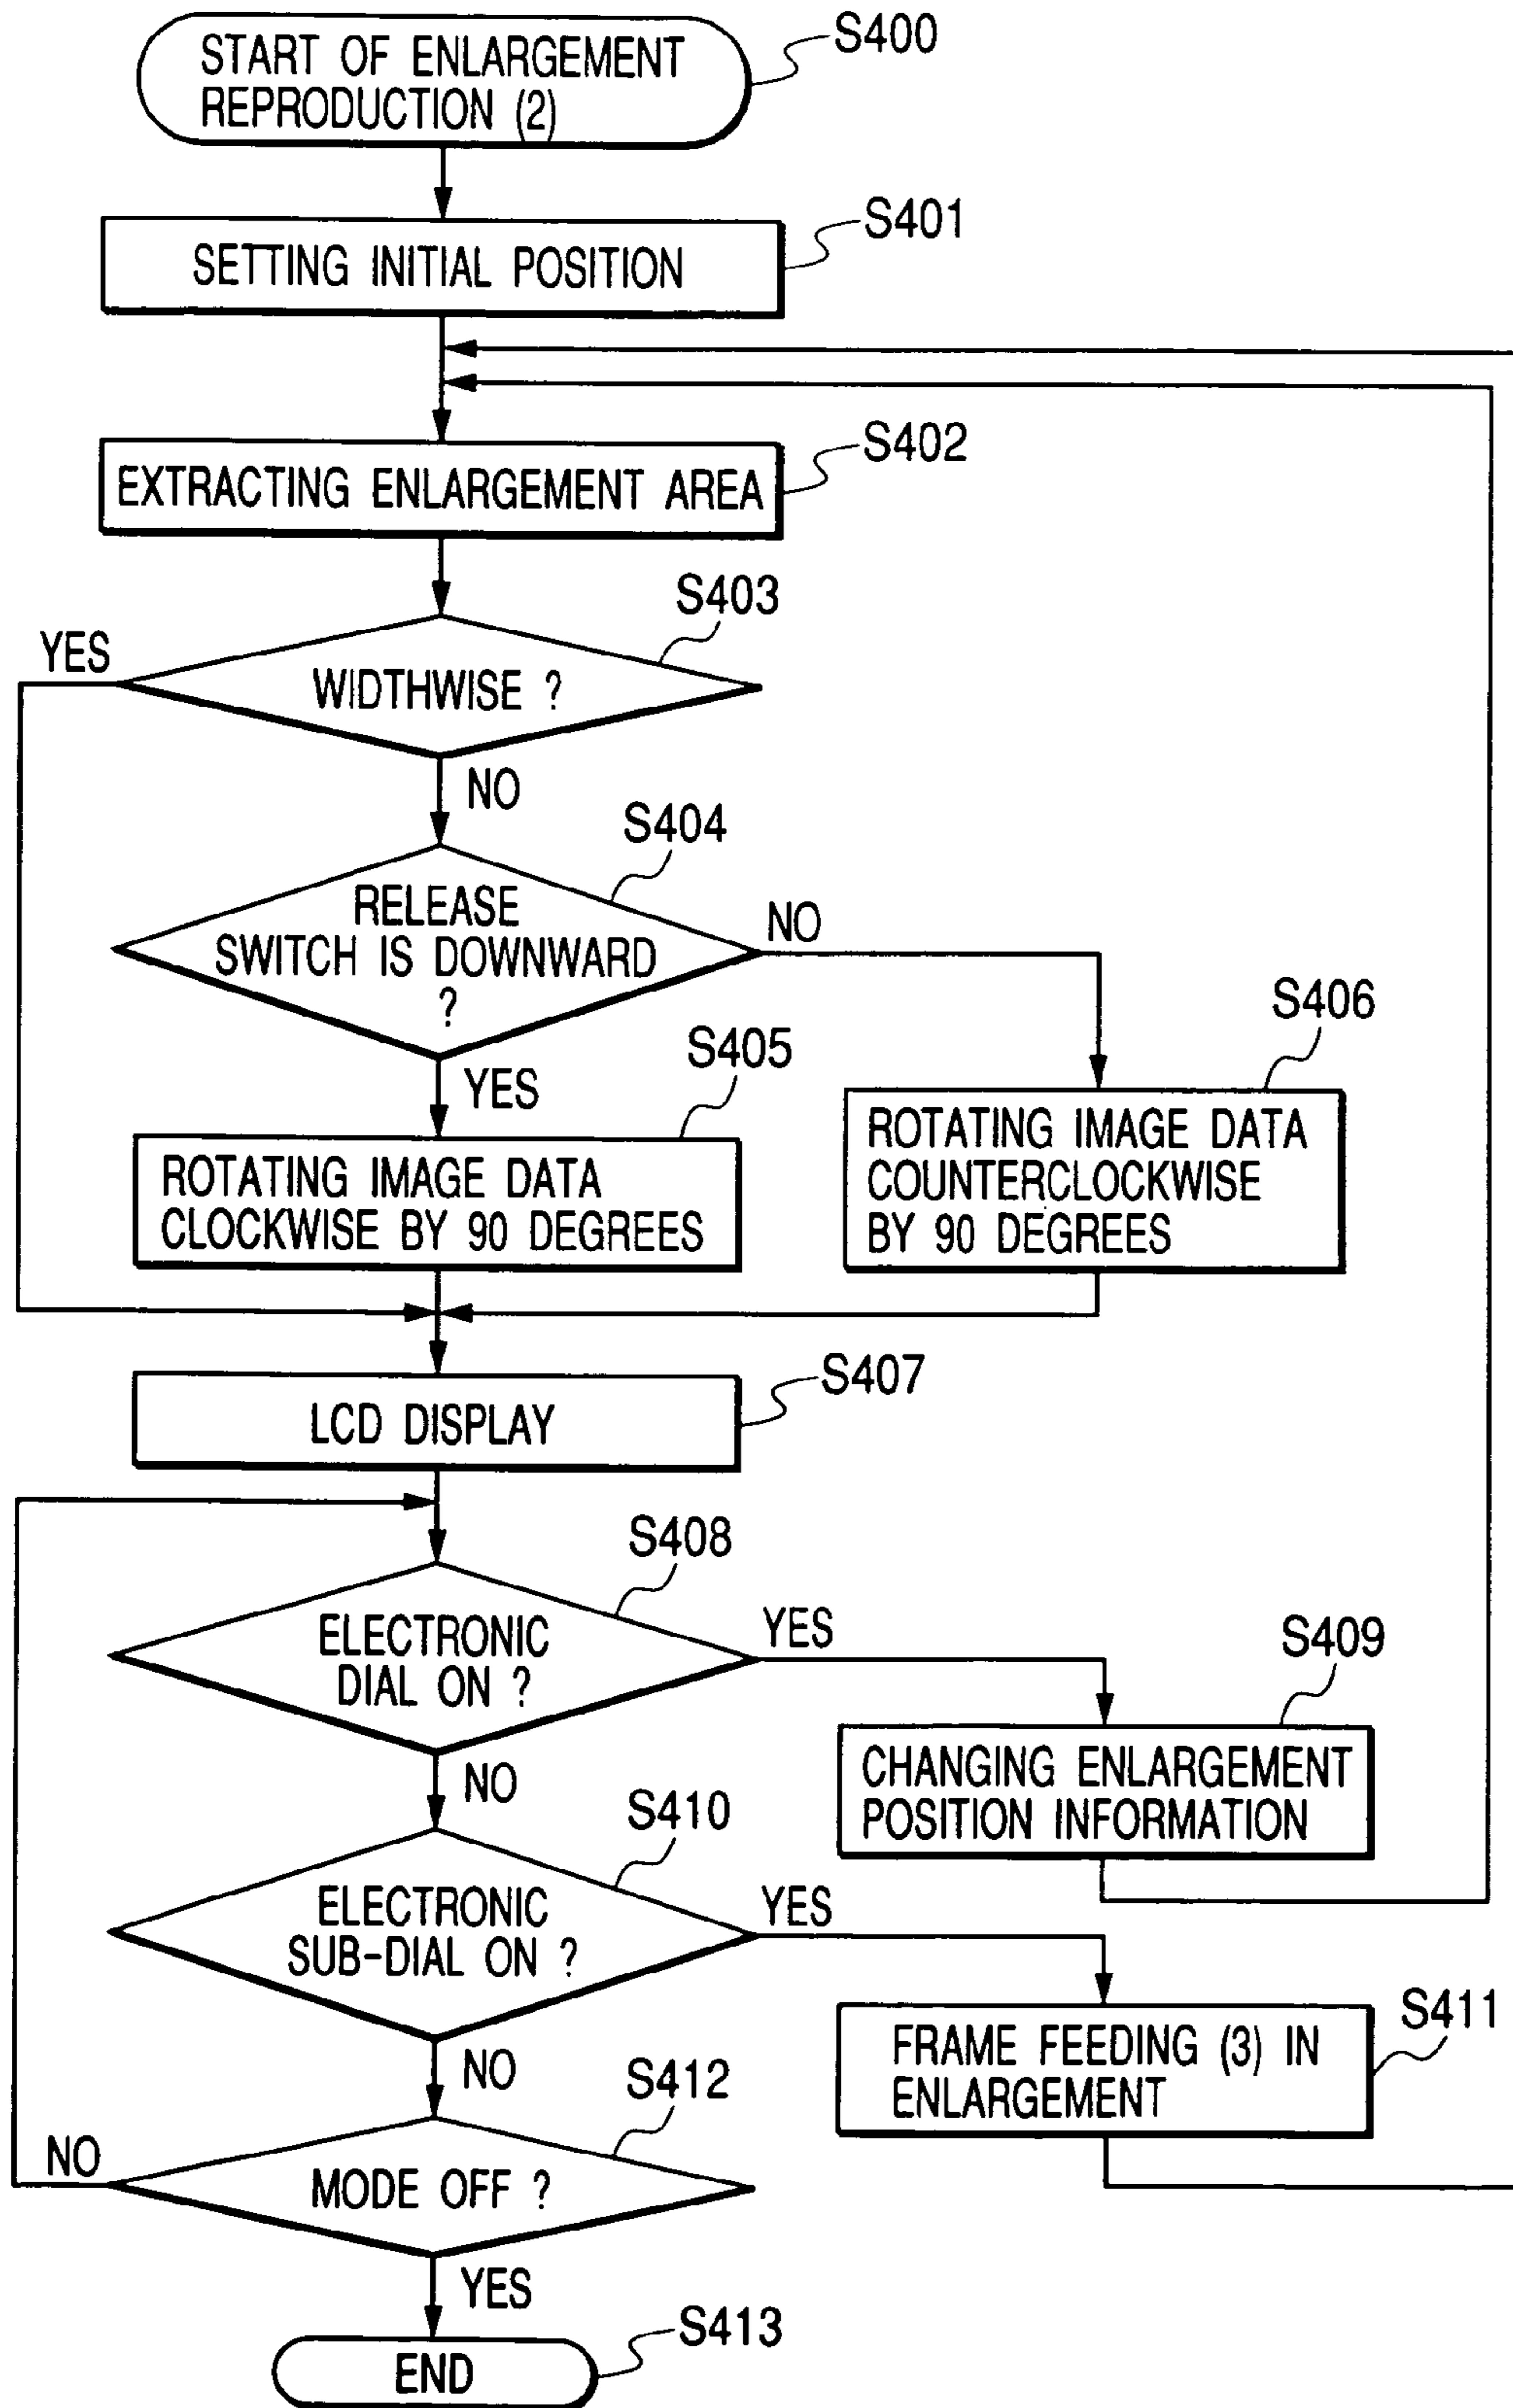 START OF ENLARGEMENT
REPRODUCTION (2)
S400
SETTING INITIAL POSITION
S401
EXTRACTING ENLARGEMENT AREA
S402
S403
YES
WIDTHWISE ?
NO
S404
RELEASE
SWITCH IS DOWNWARD
?
NO
YES
S405
S406
ROTATING IMAGE DATA
CLOCKWISE BY 90 DEGREES
ROTATING IMAGE DATA
COUNTERCLOCKWISE
BY 90 DEGREES
LCD DISPLAY
S407
S408
ELECTRONIC
DIAL ON ?
YES
NO
S409
CHANGING ENLARGEMENT
POSITION INFORMATION
S410
ELECTRONIC
SUB-DIAL ON ?
YES
NO
S411
FRAME FEEDING (3) IN
ENLARGEMENT
S412
NO
MODE OFF ?
YES
END
S413